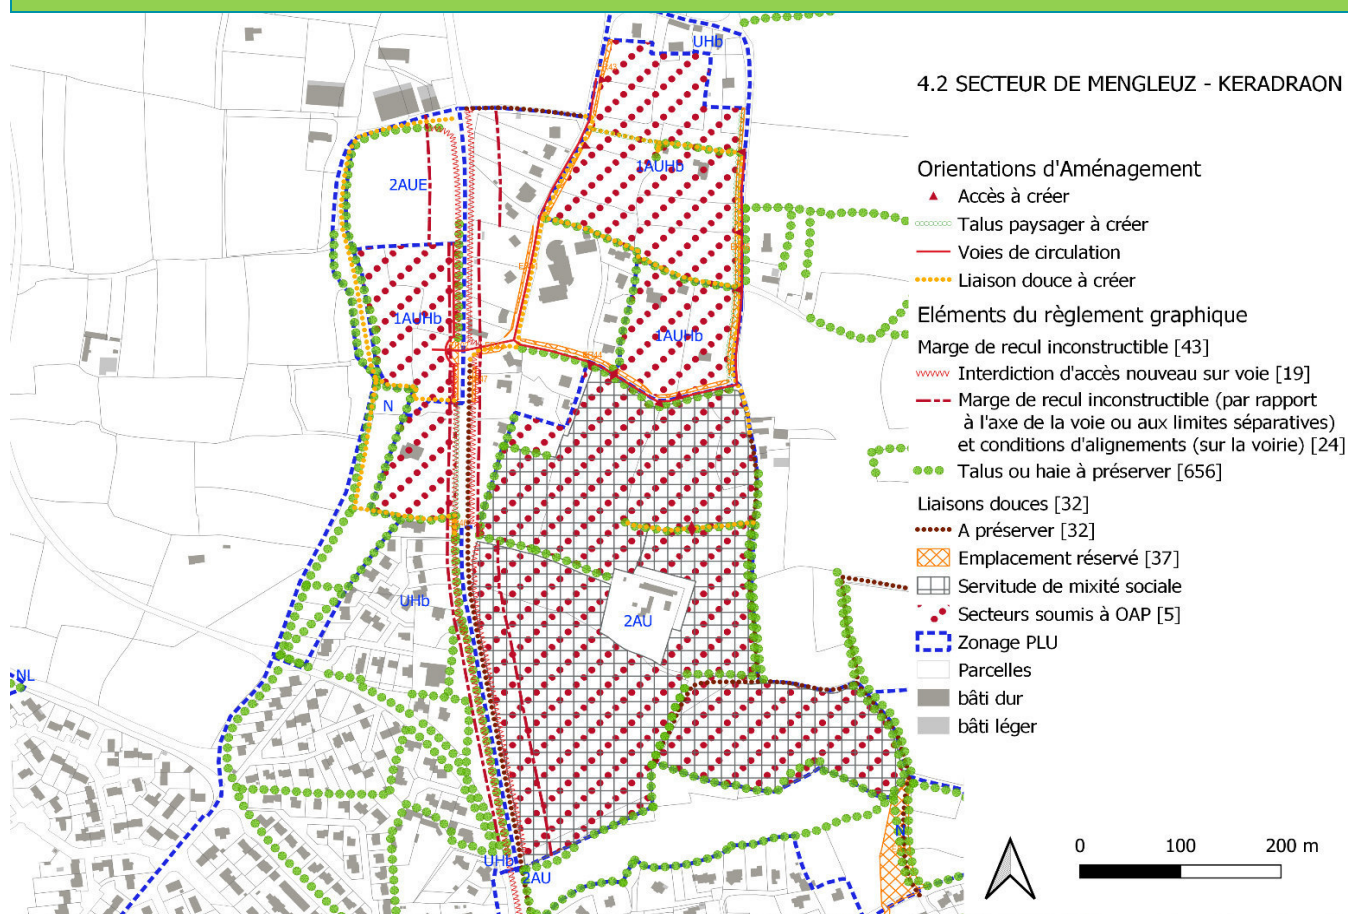 4.2 SECTEUR DE MENGLEUZ - KERADRAON
Orientations d'Aménagement
Accès à créer
Talus paysager à créer
Voies de circulation
Liaison douce à créer
Eléments du règlement graphique
Marge de recul inconstructible [43]
Interdiction d'accès nouveau sur voie [19]
Marge de recul inconstructible (par rapport
à l'axe de la voie ou aux limites séparatives)
et conditions d'alignements (sur la voirie) [24]
Talus ou haie à préserver [656]
Liaisons douces [32]
A préserver [32]
Emplacement réservé [37]
Servitude de mixité sociale
Secteurs soumis à OAP [5]
Zonage PLU
Parcelles
bâti dur
bâti léger
0 100 200 m
UHb
1AUHb
2AUE
1AUHb
1AUHb
N
UHb
2AU
NL
N
UHb
2AU